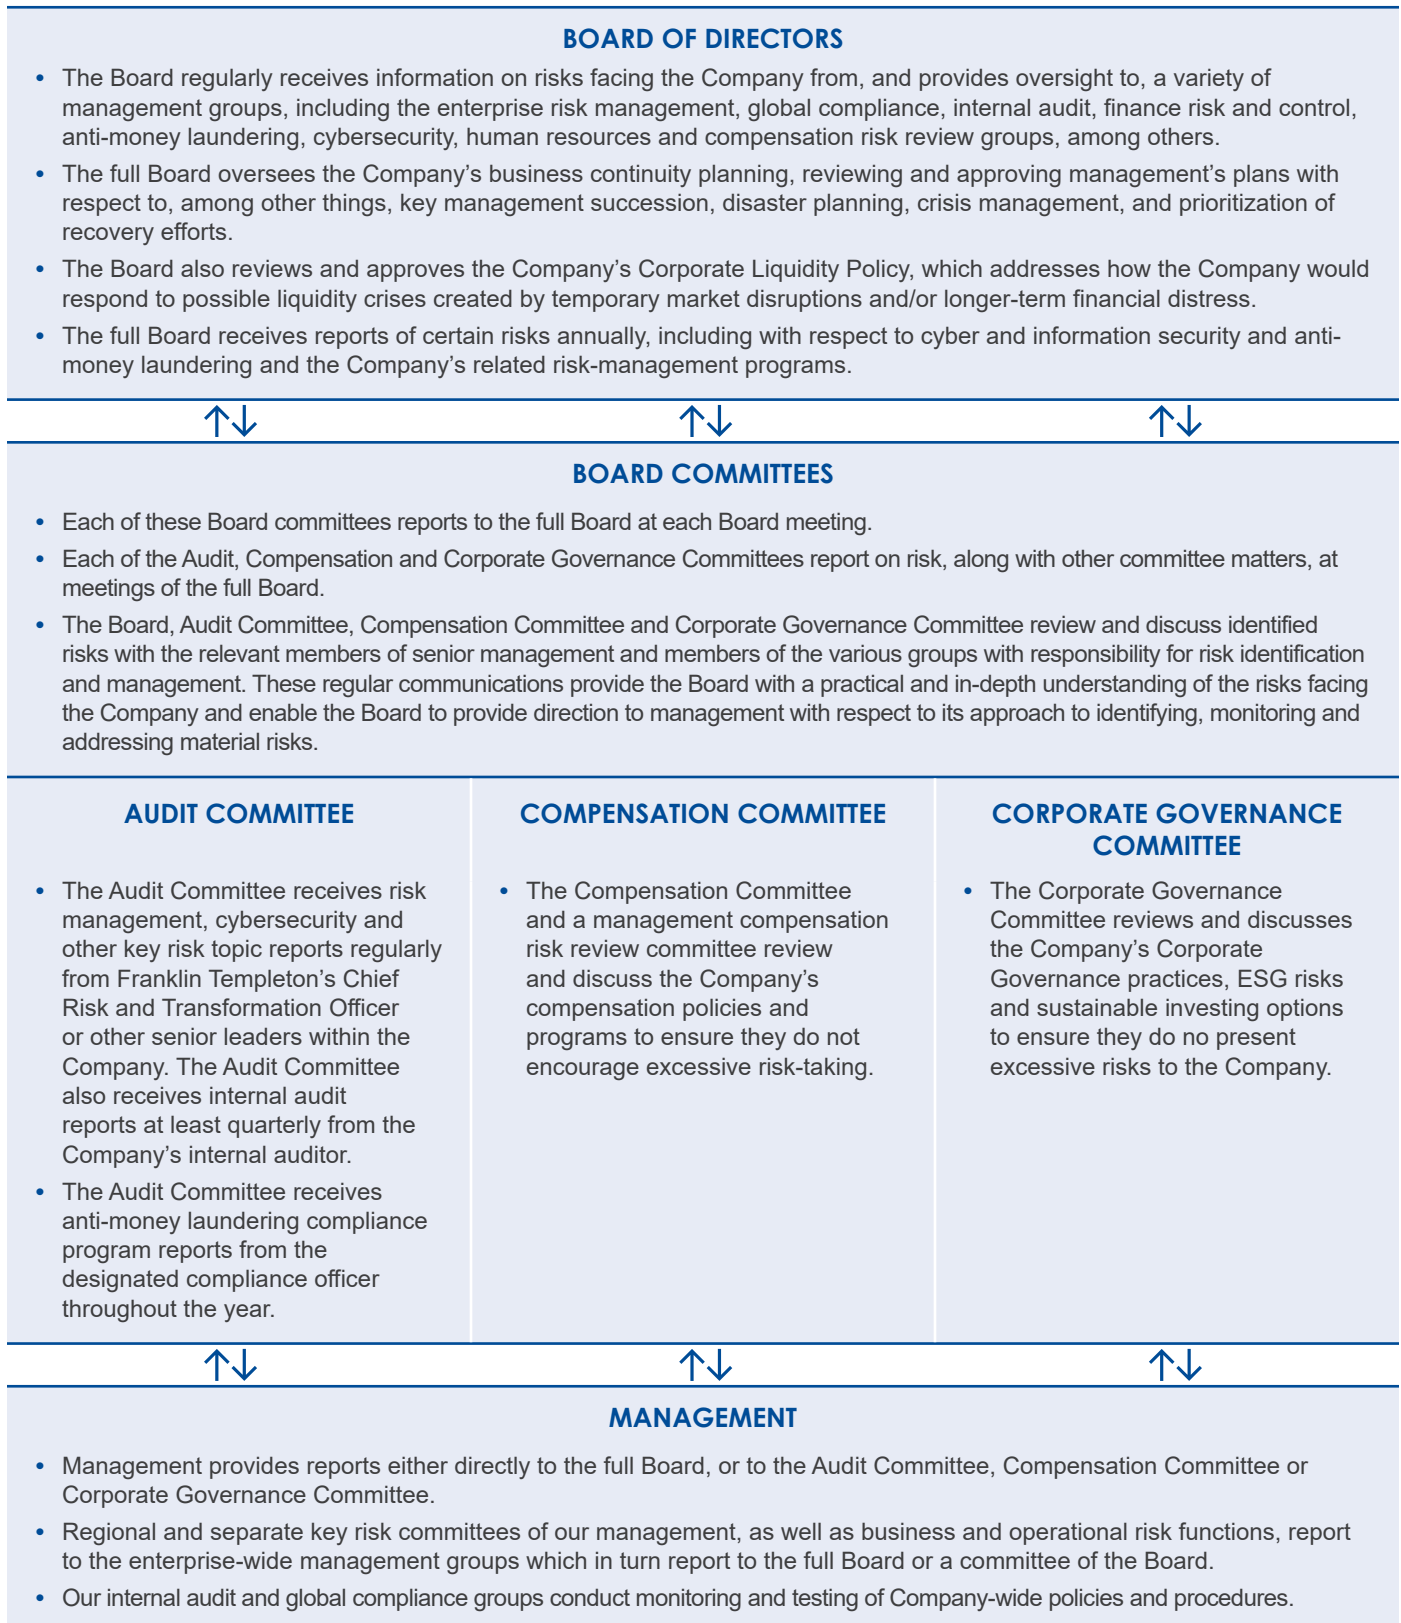 BOARD OF DIRECTORS
• The Board regularly receives information on risks facing the Company from, and provides oversight to, a variety of
management groups, including the enterprise risk management, global compliance, internal audit, finance risk and control,
anti-money laundering, cybersecurity, human resources and compensation risk review groups, among others.
• The full Board oversees the Company's business continuity planning, reviewing and approving management's plans with
respect to, among other things, key management succession, disaster planning, crisis management, and prioritization of
recovery efforts.
• The Board also reviews and approves the Company's Corporate Liquidity Policy, which addresses how the Company would
respond to possible liquidity crises created by temporary market disruptions and/or longer-term financial distress.
• The full Board receives reports of certain risks annually, including with respect to cyber and information security and anti-
money laundering and the Company's related risk-management programs.
↑↓ ↑↓ ↑↓
BOARD COMMITTEES
• Each of these Board committees reports to the full Board at each Board meeting.
• Each of the Audit, Compensation and Corporate Governance Committees report on risk, along with other committee matters, at
meetings of the full Board.
• The Board, Audit Committee, Compensation Committee and Corporate Governance Committee review and discuss identified
risks with the relevant members of senior management and members of the various groups with responsibility for risk identification
and management. These regular communications provide the Board with a practical and in-depth understanding of the risks facing
the Company and enable the Board to provide direction to management with respect to its approach to identifying, monitoring and
addressing material risks.
AUDIT COMMITTEE
• The Audit Committee receives risk
management, cybersecurity and
other key risk topic reports regularly
from Franklin Templeton's Chief
Risk and Transformation Officer
or other senior leaders within the
Company. The Audit Committee
also receives internal audit
reports at least quarterly from the
Company's internal auditor.
• The Audit Committee receives
anti-money laundering compliance
program reports from the
designated compliance officer
throughout the year.
COMPENSATION COMMITTEE
• The Compensation Committee
and a management compensation
risk review committee review
and discuss the Company's
compensation policies and
programs to ensure they do not
encourage excessive risk-taking.
CORPORATE GOVERNANCE
COMMITTEE
• The Corporate Governance
Committee reviews and discusses
the Company's Corporate
Governance practices, ESG risks
and sustainable investing options
to ensure they do no present
excessive risks to the Company.
↑↓ ↑↓ ↑↓
MANAGEMENT
• Management provides reports either directly to the full Board, or to the Audit Committee, Compensation Committee or
Corporate Governance Committee.
• Regional and separate key risk committees of our management, as well as business and operational risk functions, report
to the enterprise-wide management groups which in turn report to the full Board or a committee of the Board.
• Our internal audit and global compliance groups conduct monitoring and testing of Company-wide policies and procedures.